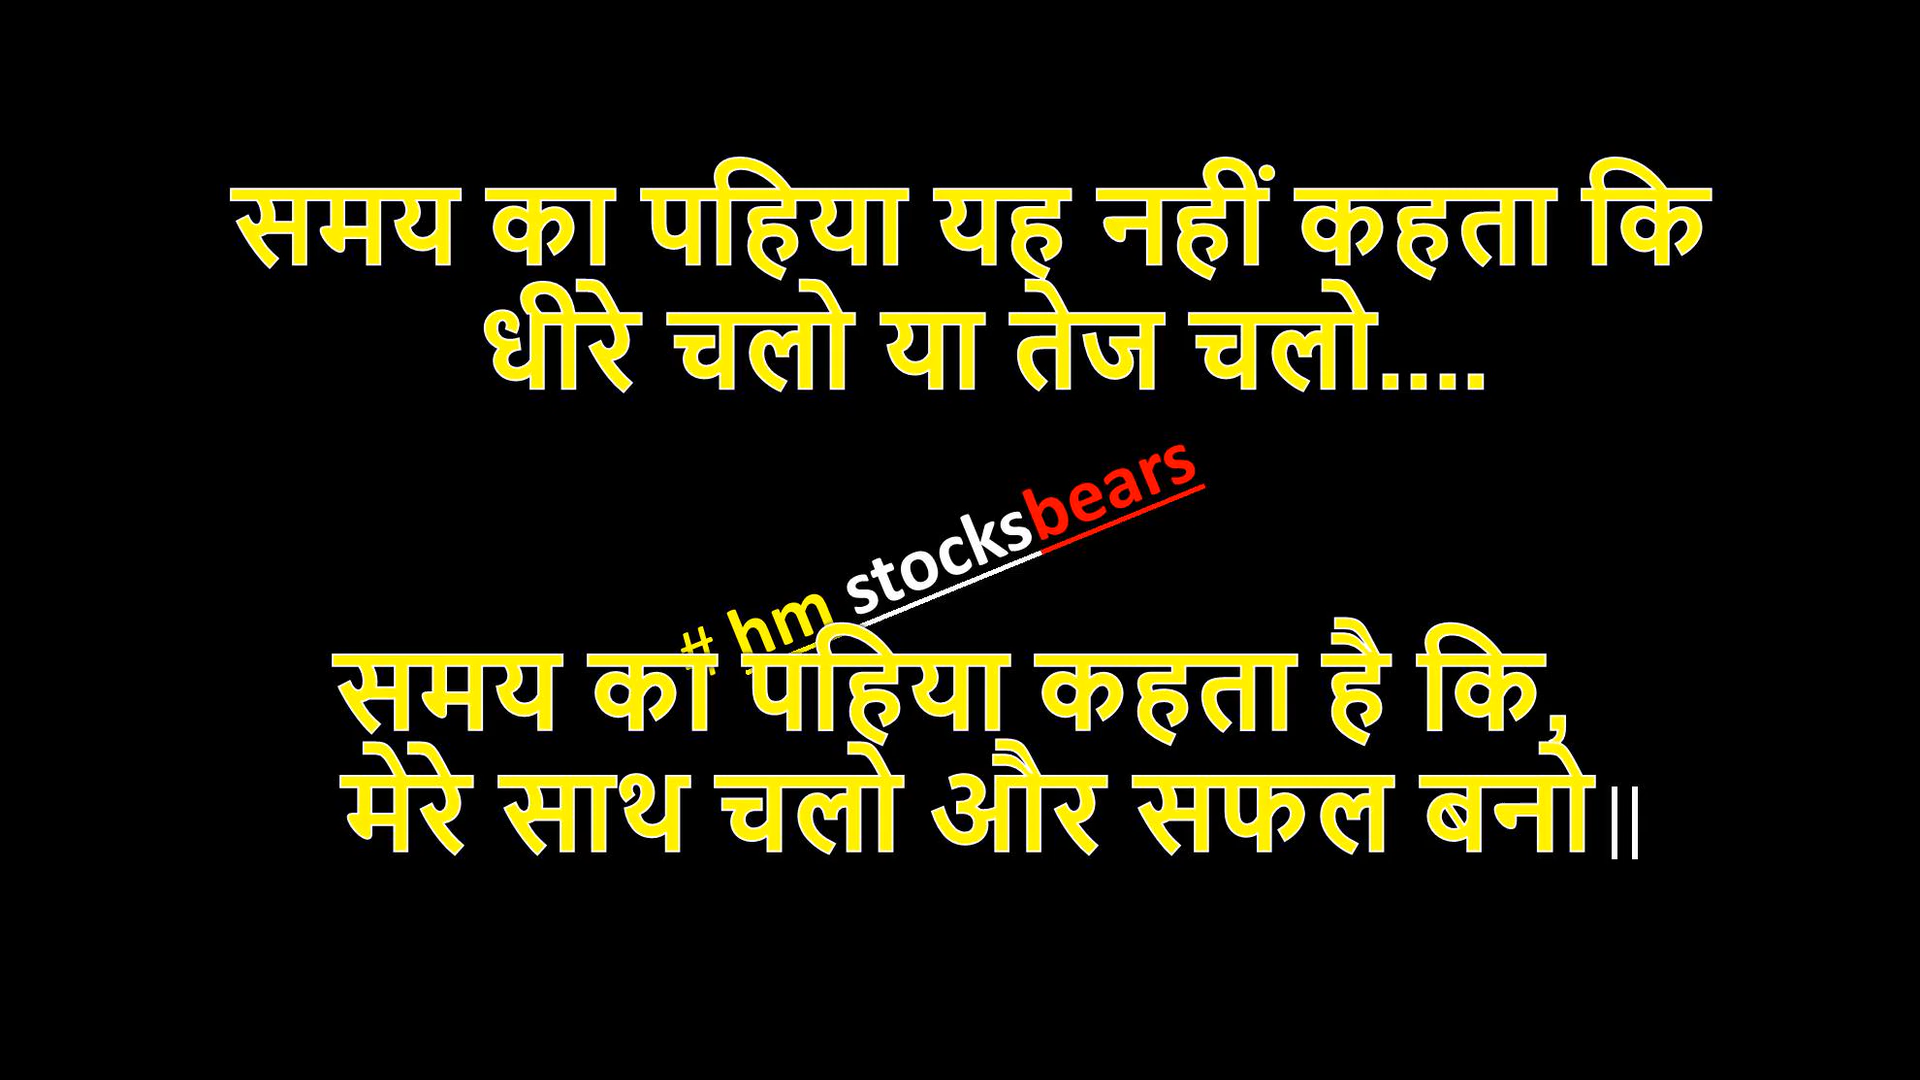 समय का पहिया यह नहीं कहता कि
धीरे चलो या तेज चलो....
# hm stocksbears
समय का पहिया कहता है कि,
मेरे साथ चलो और सफल बनो||